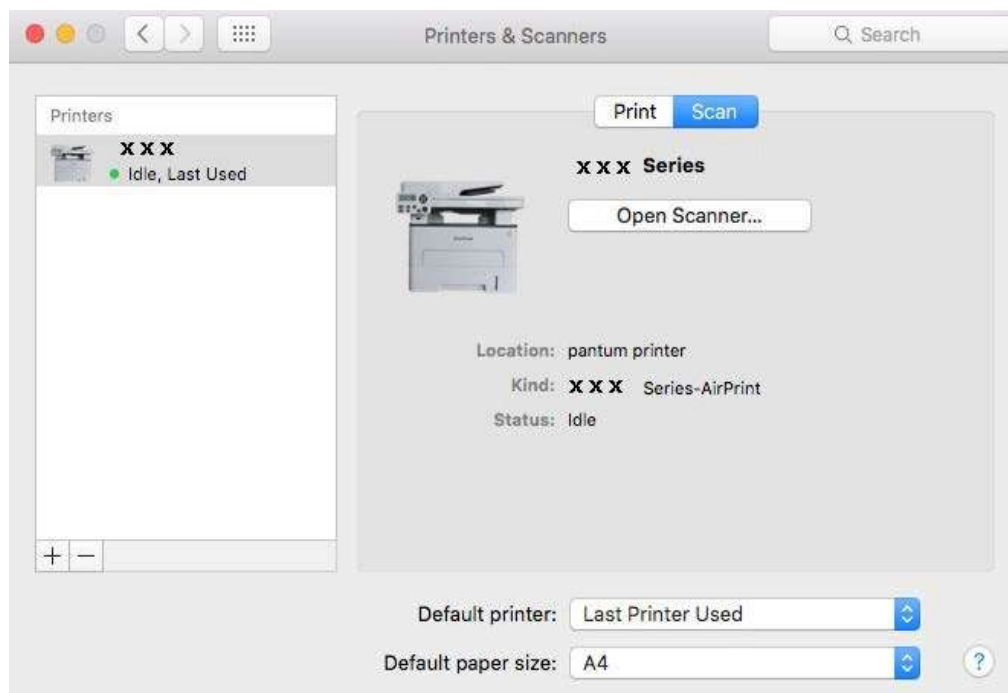 Printers & Scanners
Search
Printers
X X X
Idle, Last Used
Print Scan
X X X Series
Open Scanner...
Location: pantum printer
Kind: X X X Series-AirPrint
Status: Idle
+ −
Default printer: Last Printer Used
Default paper size: A4
?